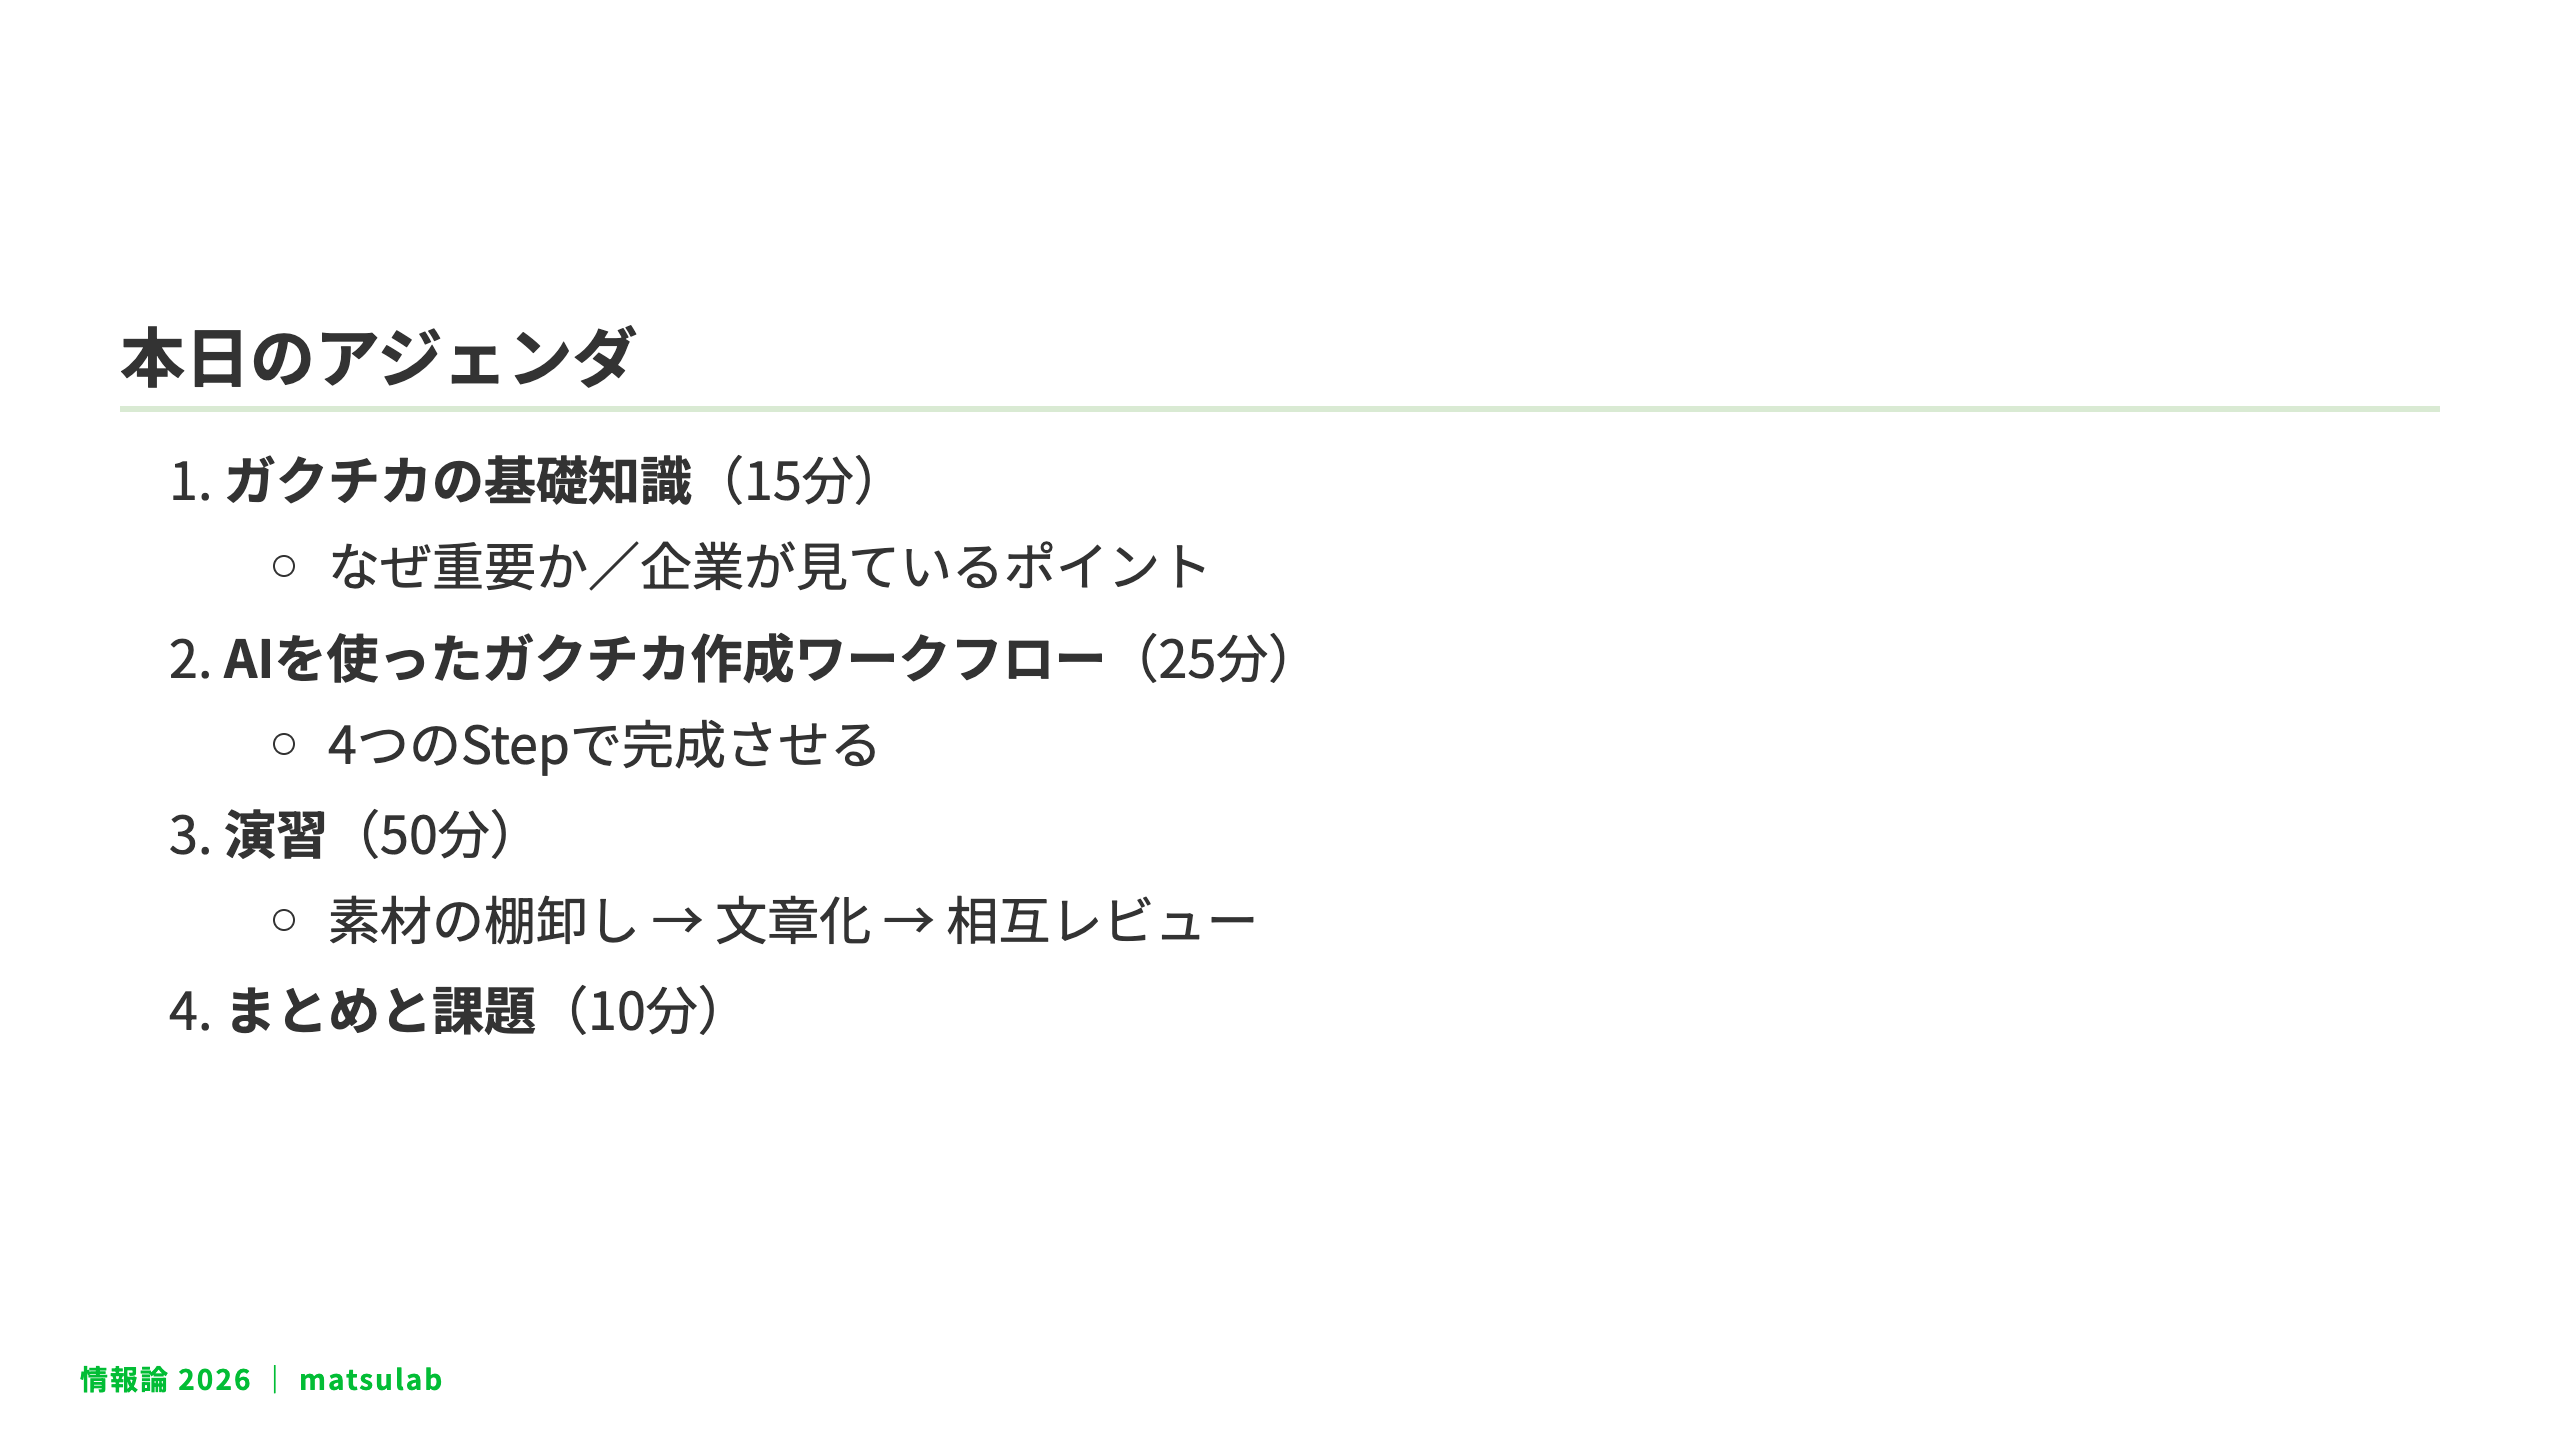 本日のアジェンダ
1. ガクチカの基礎知識（15分）
○ なぜ重要か／企業が見ているポイント
2. AIを使ったガクチカ作成ワークフロー（25分）
○ 4つのStepで完成させる
3. 演習（50分）
○ 素材の棚卸し → 文章化 → 相互レビュー
4. まとめと課題（10分）
情報論 2026 ｜ matsulab